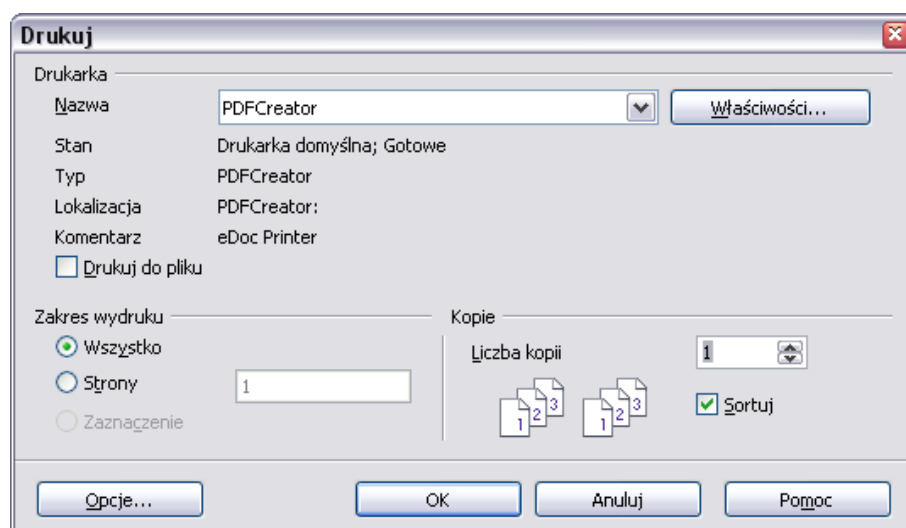 Drukuj
Drukarka
Nazwa PDFCreator Właściwości...
Stan Drukarka domyślna; Gotowe
Typ PDFCreator
Lokalizacja PDFCreator:
Komentarz eDoc Printer
Drukuj do pliku
Zakres wydruku Kopie
Wszystko Liczba kopii 1
Strony 1 1 2 3 1 2 3 Sortuj
Zaznaczenie
Opcje... OK Anuluj Pomoc